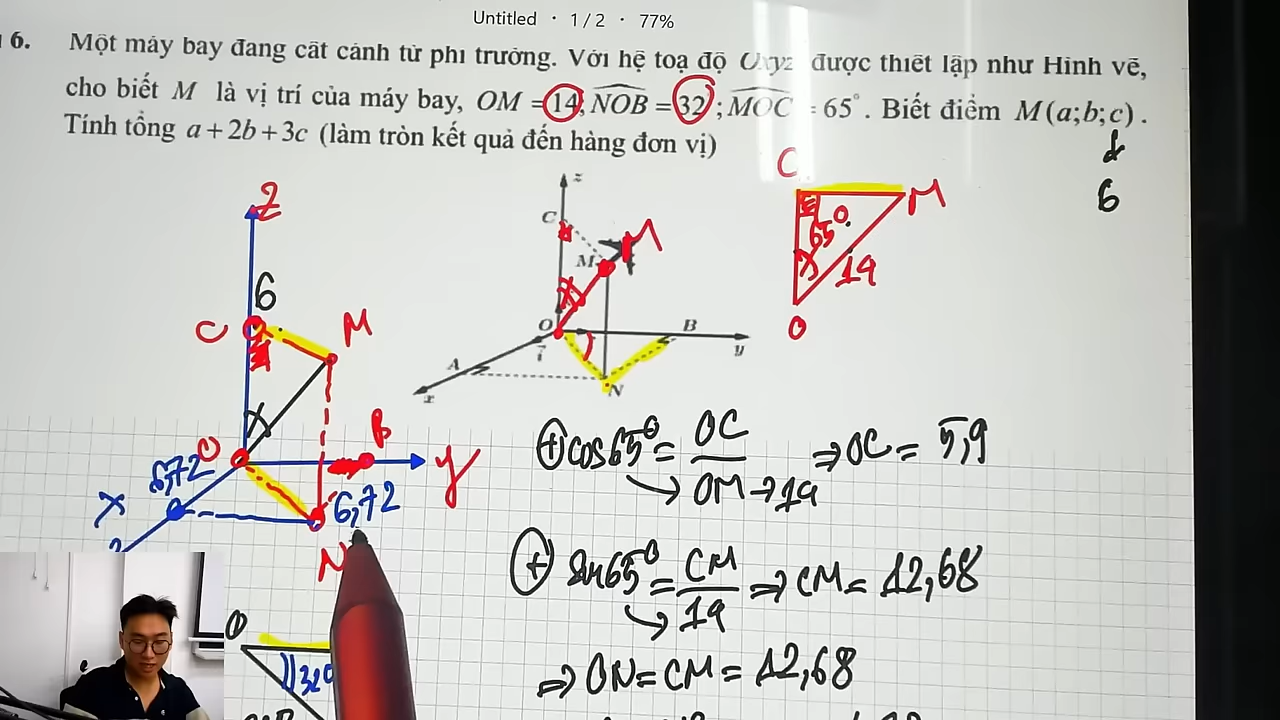 Untitled · 1 / 2 · 77%
6. Một máy bay đang cất cánh từ phi trường. Với hệ toạ độ Oxyz được thiết lập như Hình vẽ,
cho biết M là vị trí của máy bay, OM = 14, NOB = 32°; MOC = 65°. Biết điểm M(a;b;c).
Tính tổng a + 2b + 3c (làm tròn kết quả đến hàng đơn vị)
6
C M
65°
14
O
z
C
M M
O B
i y
A
N
x
Z
6
C M
O B
6,72 y
X 6,72
N
⊕ cos65° = OC / OM → 14 ⇒ OC = 5,9
⊕ sin65° = CM / 14 ⇒ CM = 12,68
⇒ ON = CM = 12,68
O
320